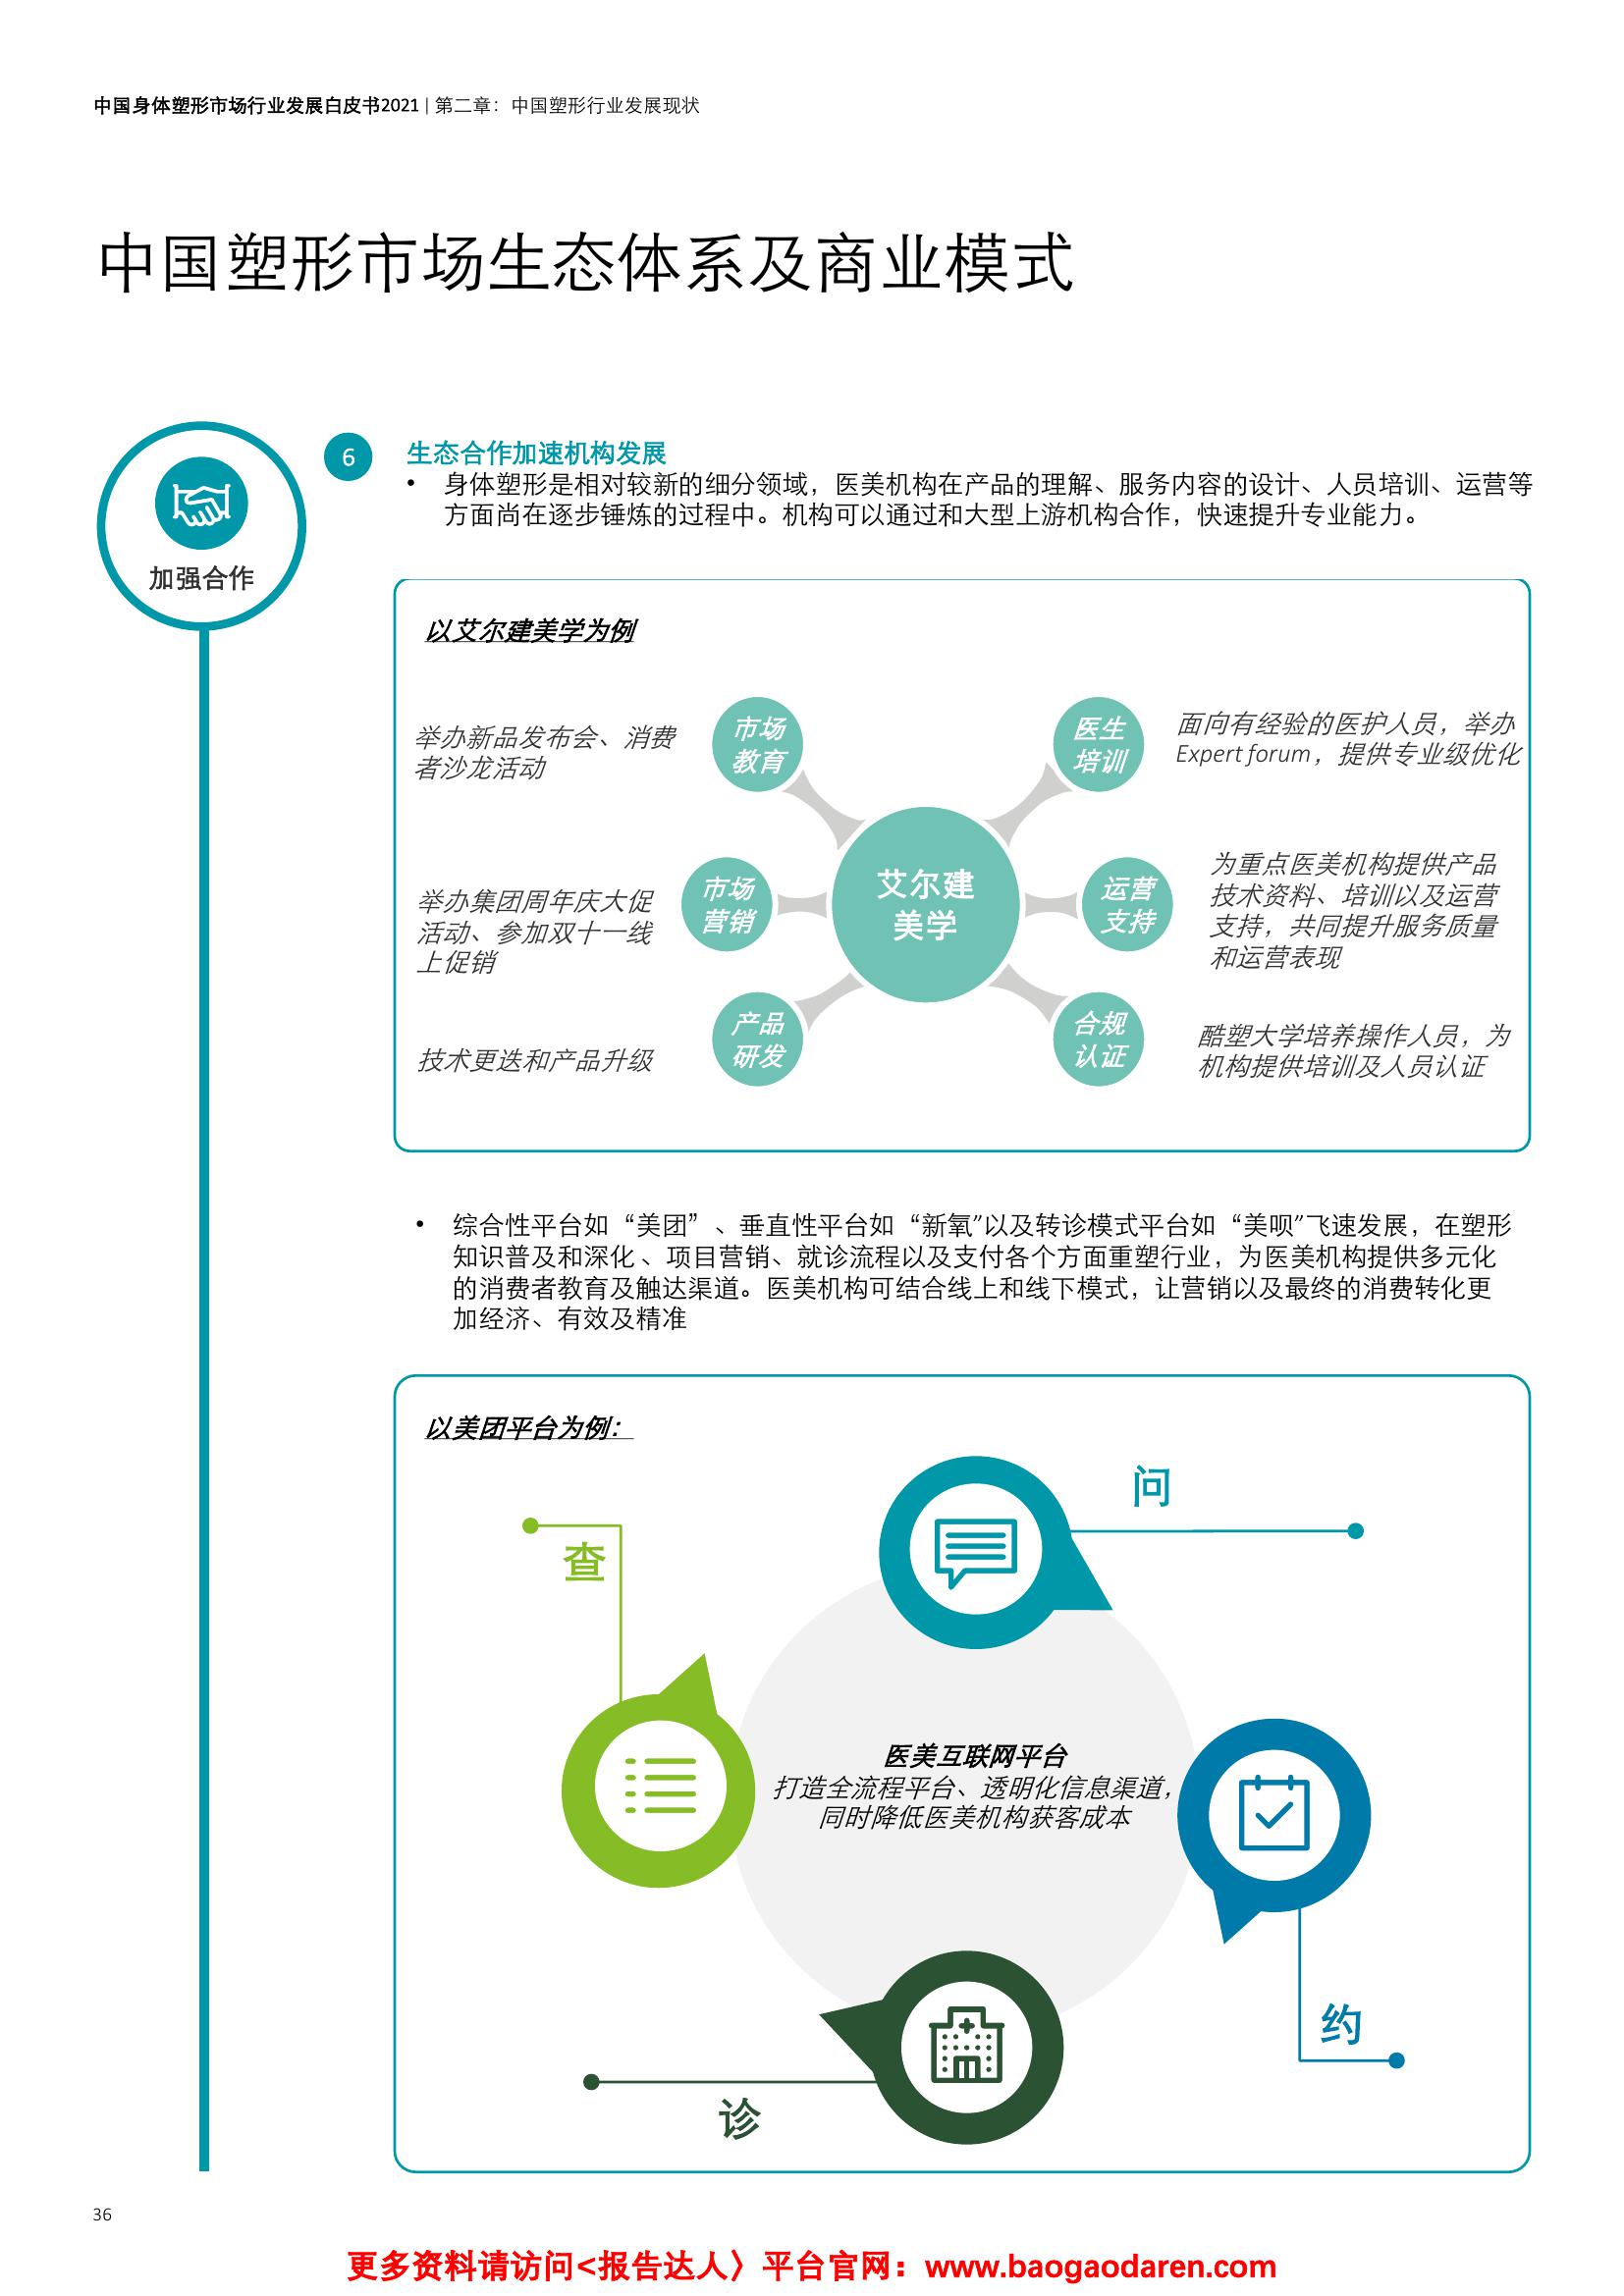 中国身体塑形市场行业发展白皮书2021 | 第二章：中国塑形行业发展现状
中国塑形市场生态体系及商业模式
加强合作
6
生态合作加速机构发展
• 身体塑形是相对较新的细分领域，医美机构在产品的理解、服务内容的设计、人员培训、运营等
方面尚在逐步锤炼的过程中。机构可以通过和大型上游机构合作，快速提升专业能力。
以艾尔建美学为例
举办新品发布会、消费
者沙龙活动
市场
教育
医生
培训
面向有经验的医护人员，举办
Expert forum，提供专业级优化
举办集团周年庆大促
活动、参加双十一线
上促销
市场
营销
艾尔建
美学
运营
支持
为重点医美机构提供产品
技术资料、培训以及运营
支持，共同提升服务质量
和运营表现
技术更迭和产品升级
产品
研发
合规
认证
酷塑大学培养操作人员，为
机构提供培训及人员认证
• 综合性平台如“美团”、垂直性平台如“新氧”以及转诊模式平台如“美呗”飞速发展，在塑形
知识普及和深化、项目营销、就诊流程以及支付各个方面重塑行业，为医美机构提供多元化
的消费者教育及触达渠道。医美机构可结合线上和线下模式，让营销以及最终的消费转化更
加经济、有效及精准
以美团平台为例：
问
查
医美互联网平台
打造全流程平台、透明化信息渠道，
同时降低医美机构获客成本
约
诊
36
更多资料请访问<报告达人〉平台官网：www.baogaodaren.com